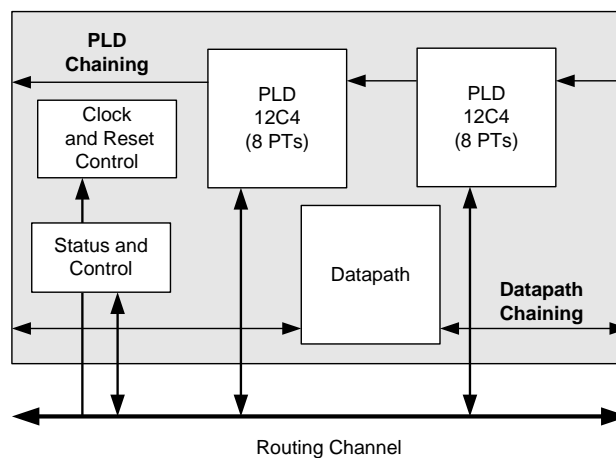 PLD
Chaining
PLD
12C4
(8 PTs)
PLD
12C4
(8 PTs)
Clock
and Reset
Control
Status and
Control
Datapath
Datapath
Chaining
Routing Channel